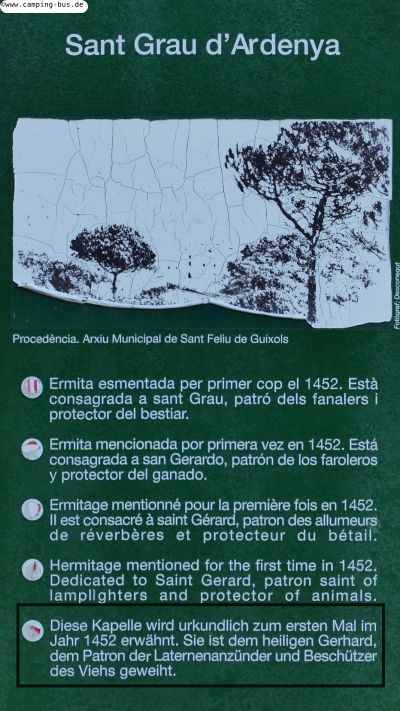 ©www.camping-bus.de
Sant Grau d'Ardenya
Procedència. Arxiu Municipal de Sant Feliu de Guíxols
Ermita esmentada per primer cop el 1452. Està
consagrada a sant Grau, patró dels fanalers i
protector del bestiar.
Ermita mencionada por primera vez en 1452. Está
consagrada a san Gerardo, patrón de los faroleros
y protector del ganado.
Ermitage mentionné pour la première fois en 1452.
Il est consacré à saint Gérard, patron des allumeurs
de réverbères et protecteur du bétail.
Hermitage mentioned for the first time in 1452.
Dedicated to Saint Gerard, patron saint of
lamplighters and protector of animals.
Diese Kapelle wird urkundlich zum ersten Mal im
Jahr 1452 erwähnt. Sie ist dem heiligen Gerhard,
dem Patron der Laternenanzünder und Beschützer
des Viehs geweiht.